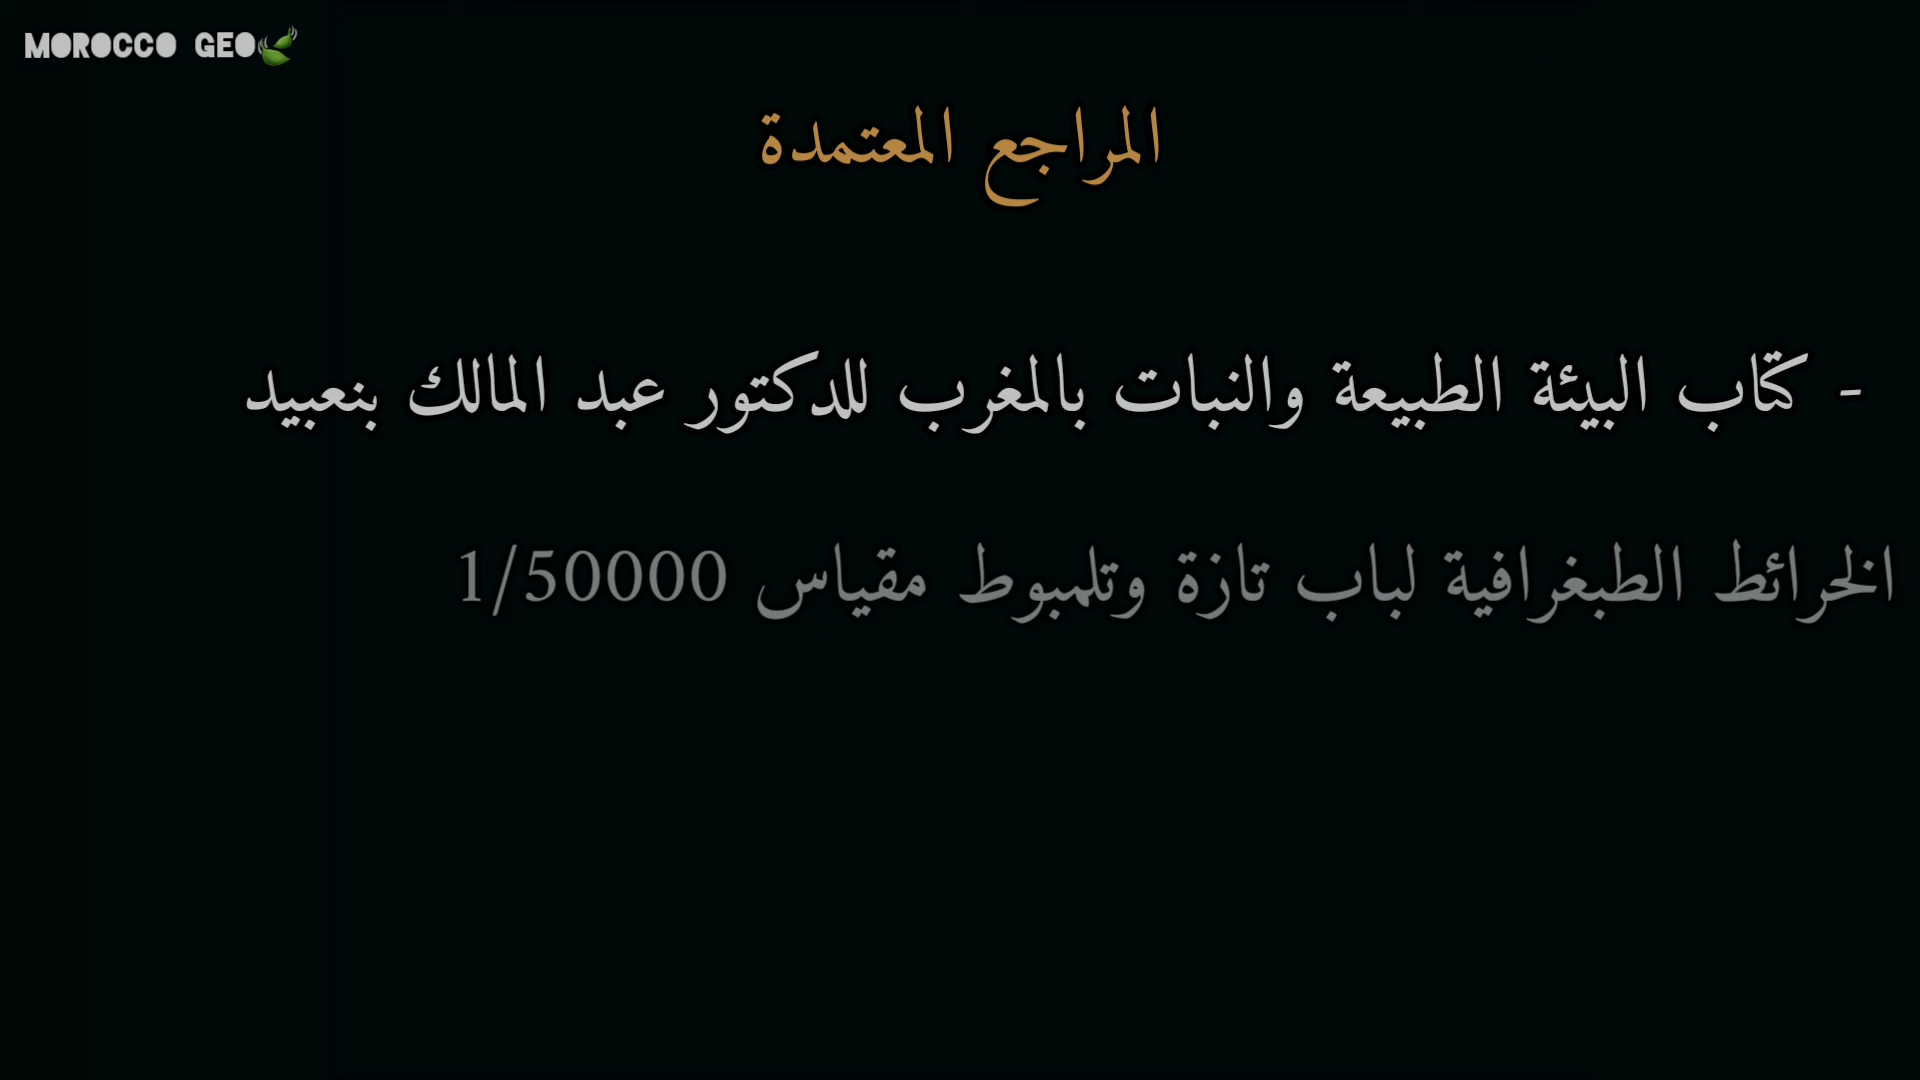 MOROCCO GEO
المراجع المعتمدة
- كتاب البيئة الطبيعة والنبات بالمغرب للدكتور عبد المالك بنعبيد
الخرائط الطبغرافية لباب تازة وتلمبوط مقياس 1/50000